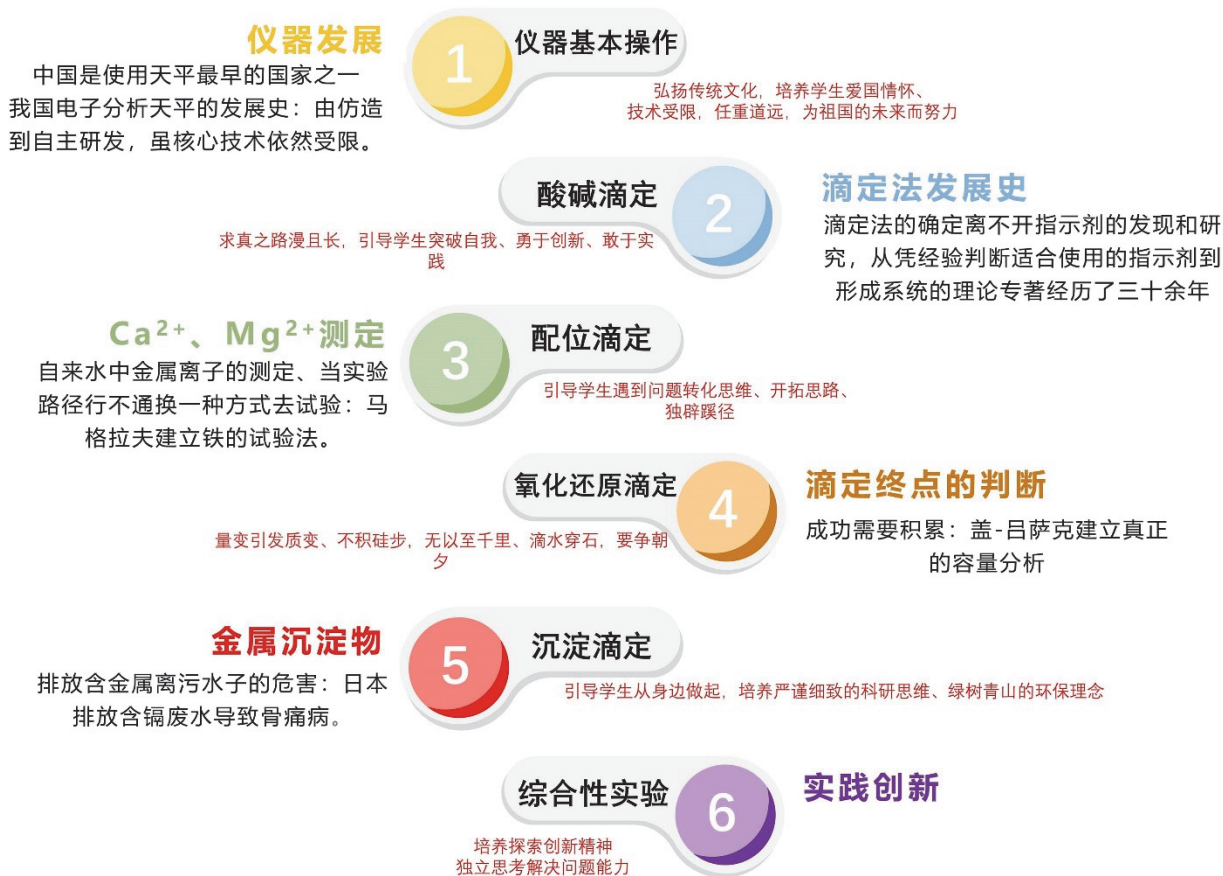 仪器发展
中国是使用天平最早的国家之一
我国电子分析天平的发展史：由仿造
到自主研发，虽核心技术依然受限。
1
仪器基本操作
弘扬传统文化，培养学生爱国情怀、
技术受限，任重道远，为祖国的未来而努力
酸碱滴定
2
求真之路漫且长，引导学生突破自我、勇于创新、敢于实
践
滴定法发展史
滴定法的确定离不开指示剂的发现和研
究，从凭经验判断适合使用的指示剂到
形成系统的理论专著经历了三十余年
Ca²⁺、Mg²⁺测定
自来水中金属离子的测定、当实验
路径行不通换一种方式去试验：马
格拉夫建立铁的试验法。
3
配位滴定
引导学生遇到问题转化思维、开拓思路、
独辟蹊径
氧化还原滴定
4
量变引发质变、不积硅步，无以至千里、滴水穿石，要争朝
夕
滴定终点的判断
成功需要积累：盖-吕萨克建立真正
的容量分析
金属沉淀物
排放含金属离污水子的危害：日本
排放含镉废水导致骨痛病。
5
沉淀滴定
引导学生从身边做起，培养严谨细致的科研思维、绿树青山的环保理念
综合性实验
6
培养探索创新精神
独立思考解决问题能力
实践创新